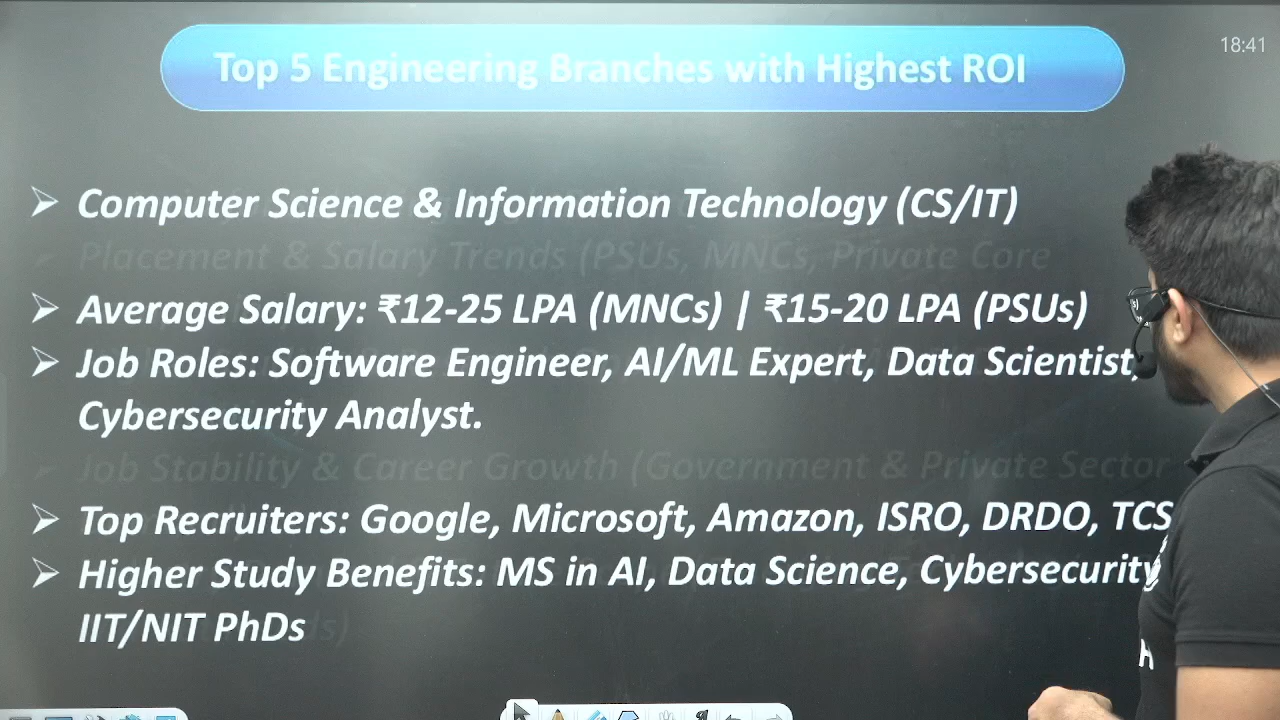 18:41
Top 5 Engineering Branches with Highest ROI
Computer Science & Information Technology (CS/IT)
Placement & Salary Trends (PSUs, MNCs, Private Core
Average Salary: ₹12-25 LPA (MNCs) | ₹15-20 LPA (PSUs)
Job Roles: Software Engineer, AI/ML Expert, Data Scientist,
Cybersecurity Analyst.
Job Stability & Career Growth (Government & Private Sector
Top Recruiters: Google, Microsoft, Amazon, ISRO, DRDO, TCS
Higher Study Benefits: MS in AI, Data Science, Cybersecurity,
IIT/NIT PhDs